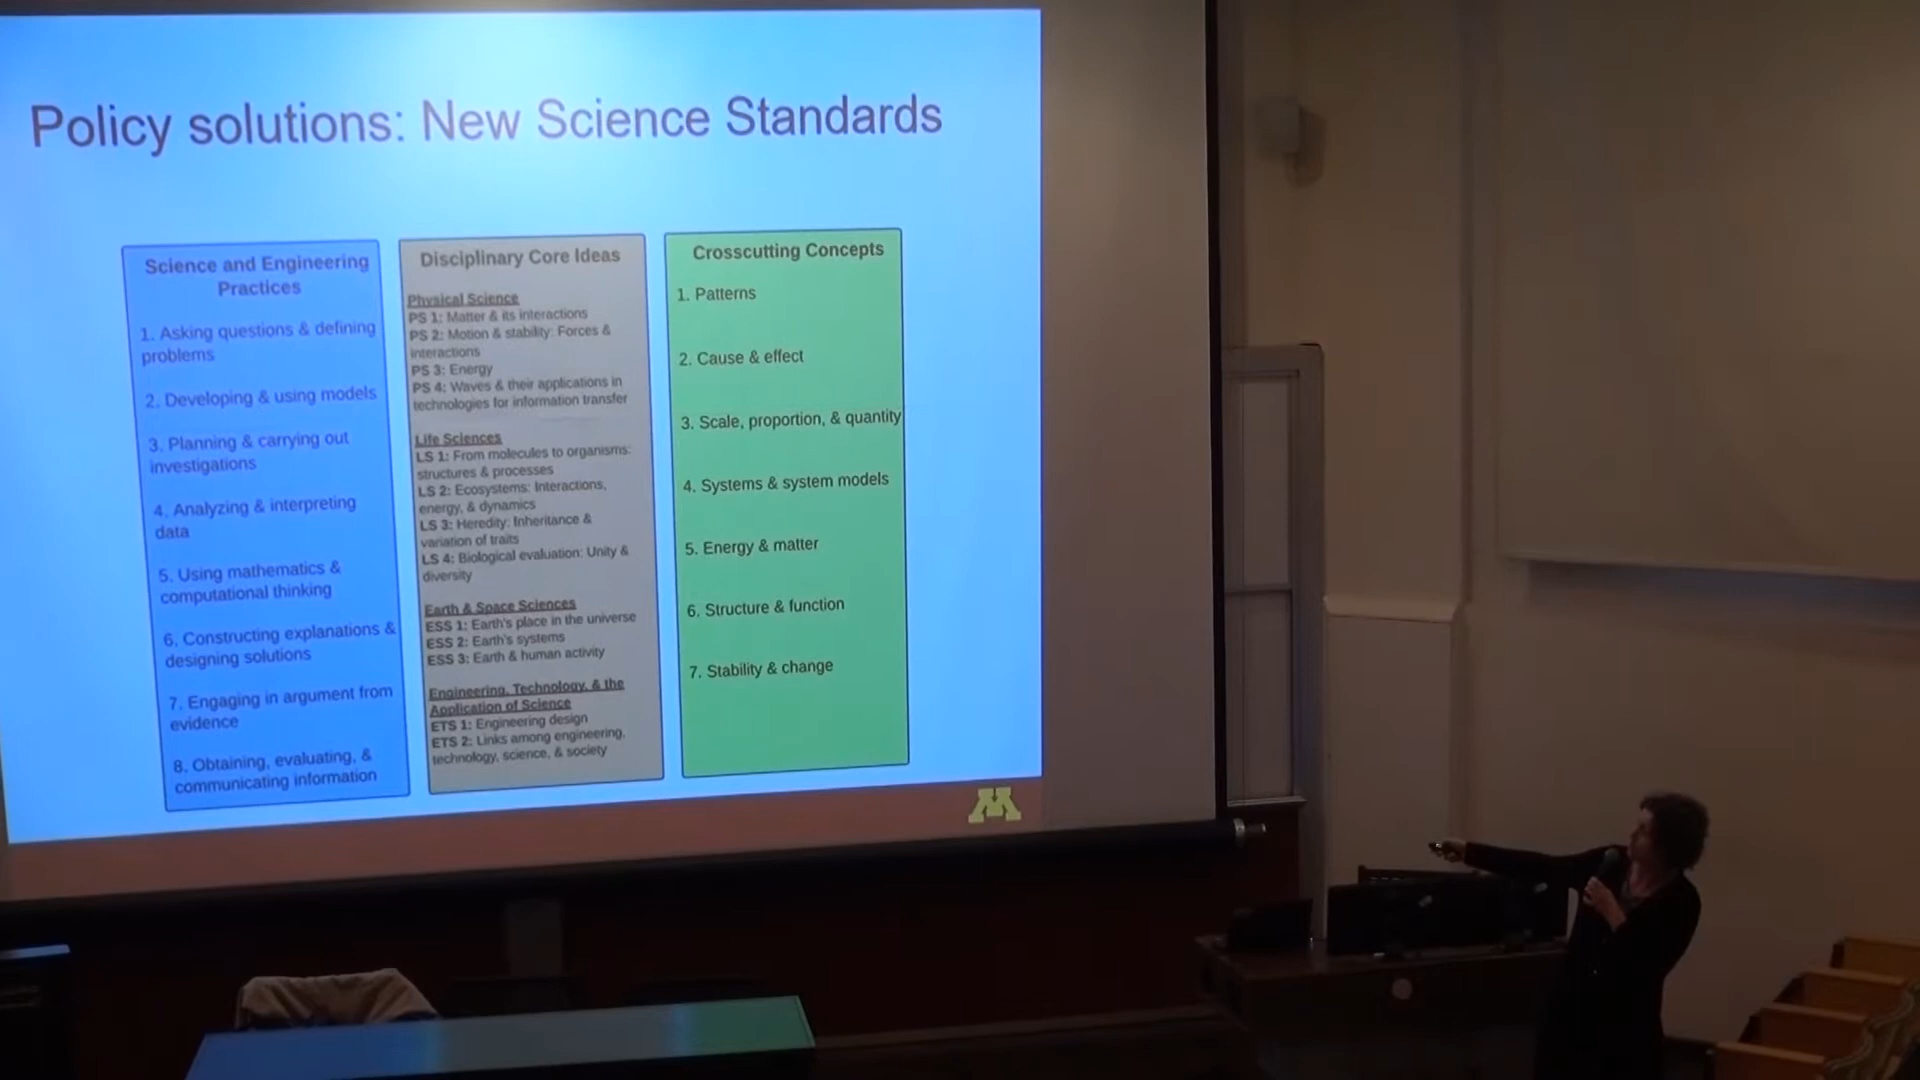 Policy solutions: New Science Standards
Science and Engineering
Practices
1. Asking questions & defining
problems
2. Developing & using models
3. Planning & carrying out
investigations
4. Analyzing & interpreting
data
5. Using mathematics &
computational thinking
6. Constructing explanations &
designing solutions
7. Engaging in argument from
evidence
8. Obtaining, evaluating, &
communicating information
Disciplinary Core Ideas
Physical Science
PS 1: Matter & its interactions
PS 2: Motion & stability: Forces &
interactions
PS 3: Energy
PS 4: Waves & their applications in
technologies for information transfer
Life Sciences
LS 1: From molecules to organisms:
structures & processes
LS 2: Ecosystems: Interactions,
energy, & dynamics
LS 3: Heredity: Inheritance &
variation of traits
LS 4: Biological evaluation: Unity &
diversity
Earth & Space Sciences
ESS 1: Earth's place in the universe
ESS 2: Earth's systems
ESS 3: Earth & human activity
Engineering, Technology, & the
Application of Science
ETS 1: Engineering design
ETS 2: Links among engineering,
technology, science, & society
Crosscutting Concepts
1. Patterns
2. Cause & effect
3. Scale, proportion, & quantity
4. Systems & system models
5. Energy & matter
6. Structure & function
7. Stability & change
M